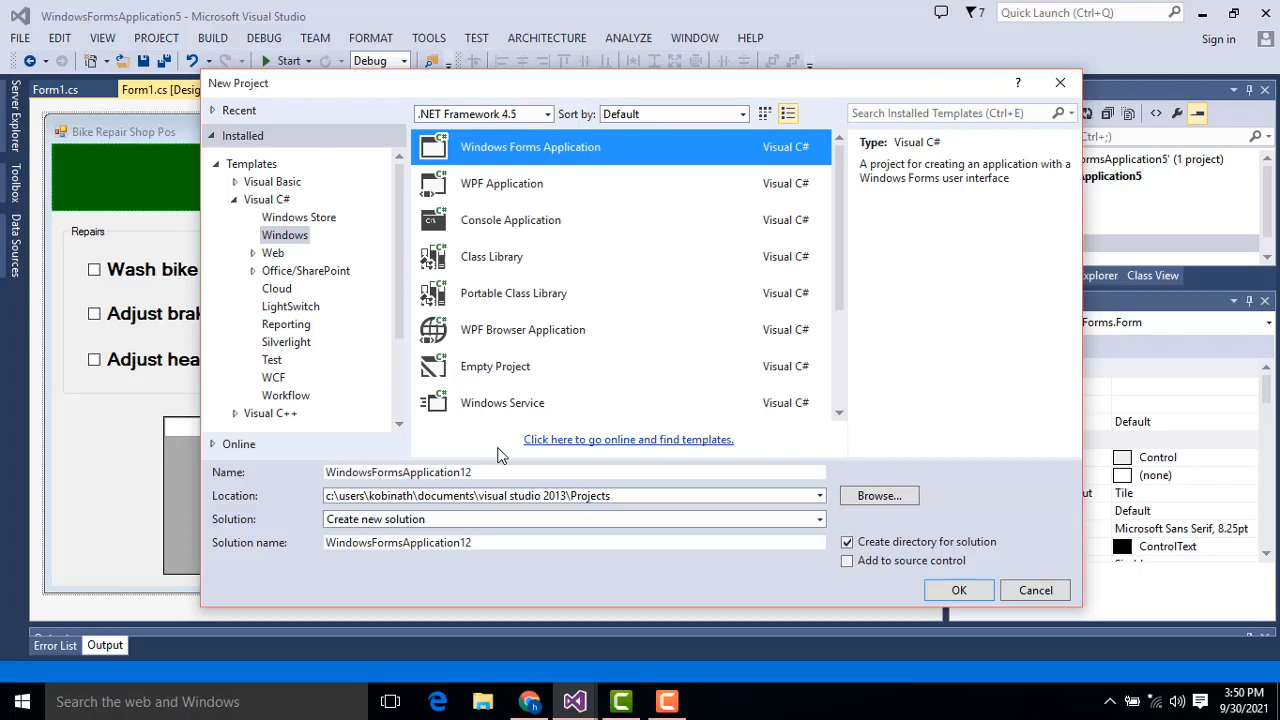 WindowsFormsApplication5 - Microsoft Visual Studio
7
Quick Launch (Ctrl+Q)
FILE EDIT VIEW PROJECT BUILD DEBUG TEAM FORMAT TOOLS TEST ARCHITECTURE ANALYZE WINDOW HELP
Sign in
Start
Debug
Form1.cs
Form1.cs [Desig
Server Explorer
Toolbox
Data Sources
Bike Repair Shop Pos
Repairs
Wash bike
Adjust brak
Adjust hea
New Project
?
Recent
Installed
.NET Framework 4.5
Sort by:
Default
Search Installed Templates (Ctrl+E)
Templates
Visual Basic
Visual C#
Windows Store
Windows
Web
Office/SharePoint
Cloud
LightSwitch
Reporting
Silverlight
Test
WCF
Workflow
Visual C++
Online
Windows Forms Application Visual C#
WPF Application Visual C#
Console Application Visual C#
Class Library Visual C#
Portable Class Library Visual C#
WPF Browser Application Visual C#
Empty Project Visual C#
Windows Service Visual C#
Click here to go online and find templates.
Type: Visual C#
A project for creating an application with a
Windows Forms user interface
Name: WindowsFormsApplication12
Location: c:\users\kobinath\documents\visual studio 2013\Projects
Browse...
Solution: Create new solution
Solution name: WindowsFormsApplication12
Create directory for solution
Add to source control
OK
Cancel
+;)
ormsApplication5' (1 project)
pplication5
xplorer
Class View
Forms.Form
Default
Control
(none)
ut
Tile
Default
Microsoft Sans Serif, 8.25pt
ControlText
Error List
Output
Search the web and Windows
3:50 PM
9/30/2021